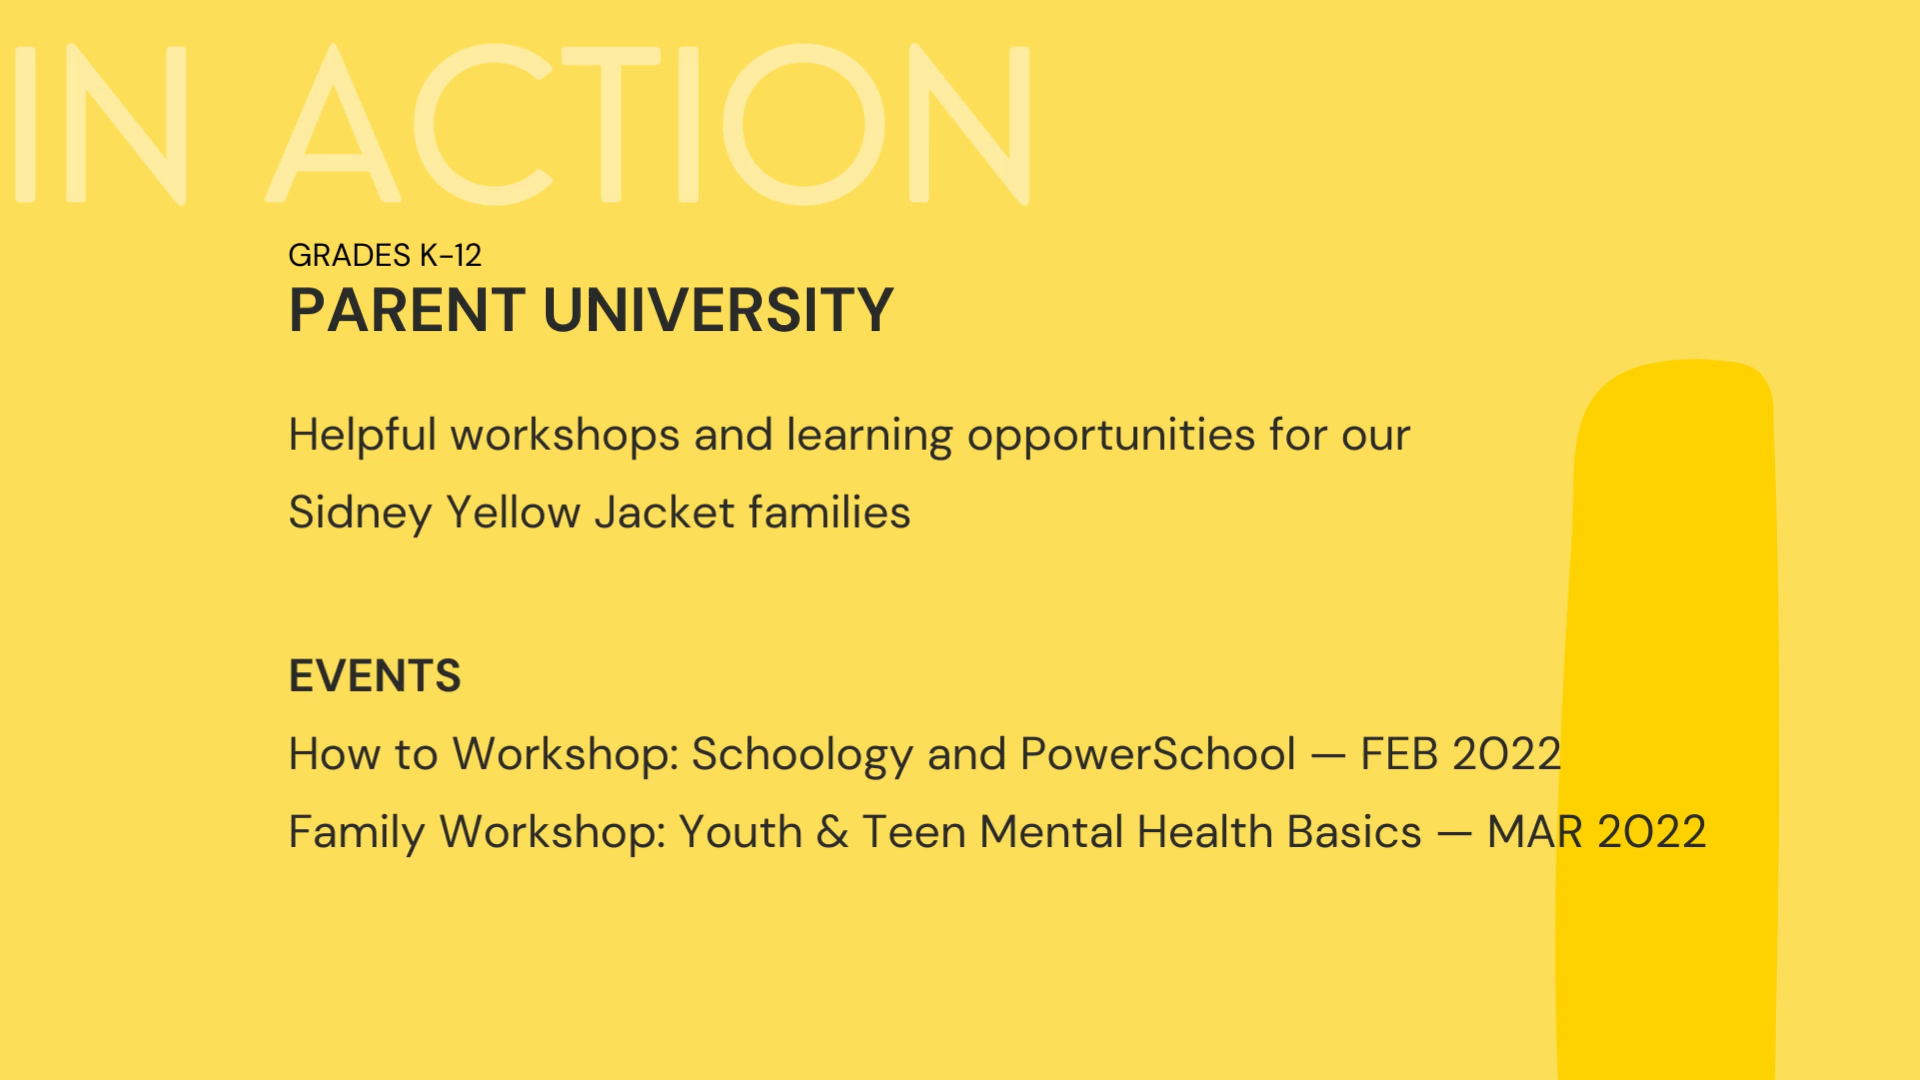 IN ACTION
GRADES K-12
PARENT UNIVERSITY
Helpful workshops and learning opportunities for our
Sidney Yellow Jacket families
EVENTS
How to Workshop: Schoology and PowerSchool — FEB 2022
Family Workshop: Youth & Teen Mental Health Basics — MAR 2022